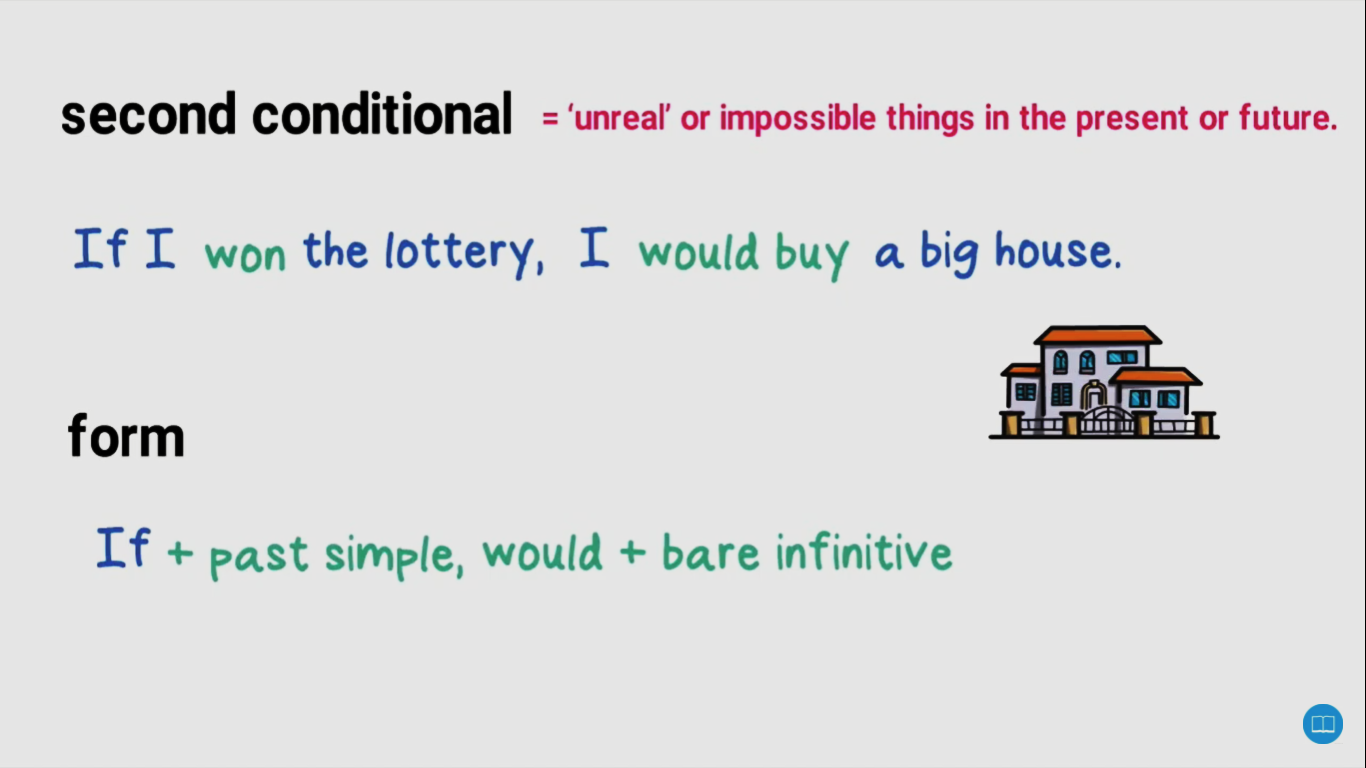 second conditional = ‘unreal’ or impossible things in the present or future.
If I won the lottery, I would buy a big house.
form
If + past simple, would + bare infinitive